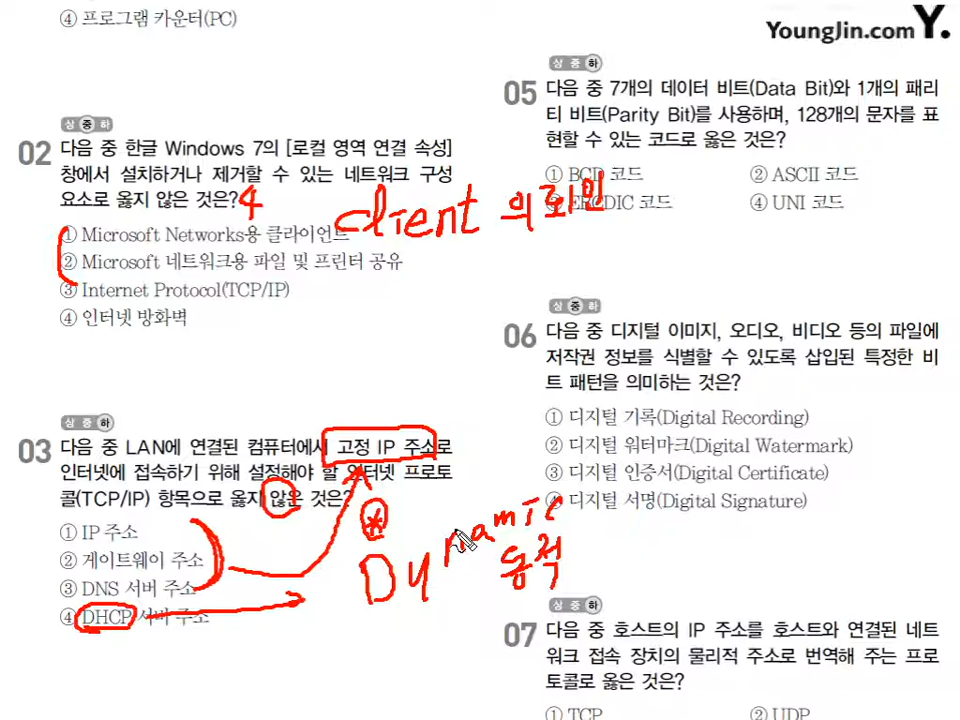 ④ 프로그램 카운터(PC)
상 중 하
02 다음 중 한글 Windows 7의 [로컬 영역 연결 속성]
창에서 설치하거나 제거할 수 있는 네트워크 구성
요소로 옳지 않은 것은? 4
client 의뢰인
① Microsoft Networks용 클라이언트
② Microsoft 네트워크용 파일 및 프린터 공유
③ Internet Protocol(TCP/IP)
④ 인터넷 방화벽
상 중 하
03 다음 중 LAN에 연결된 컴퓨터에서 고정 IP 주소로
인터넷에 접속하기 위해 설정해야 할 인터넷 프로토
콜(TCP/IP) 항목으로 옳지 않은 것은?
① IP 주소
② 게이트웨이 주소
③ DNS 서버 주소
④ DHCP 서버 주소
Dynamic
동적
YoungJin.com Y.
상 중 하
05 다음 중 7개의 데이터 비트(Data Bit)와 1개의 패리
티 비트(Parity Bit)를 사용하며, 128개의 문자를 표
현할 수 있는 코드로 옳은 것은?
① BCD 코드 ② ASCII 코드
③ EBCDIC 코드 ④ UNI 코드
상 중 하
06 다음 중 디지털 이미지, 오디오, 비디오 등의 파일에
저작권 정보를 식별할 수 있도록 삽입된 특정한 비
트 패턴을 의미하는 것은?
① 디지털 기록(Digital Recording)
② 디지털 워터마크(Digital Watermark)
③ 디지털 인증서(Digital Certificate)
④ 디지털 서명(Digital Signature)
상 중 하
07 다음 중 호스트의 IP 주소를 호스트와 연결된 네트
워크 접속 장치의 물리적 주소로 번역해 주는 프로
토콜로 옳은 것은?
① TCP ② UDP